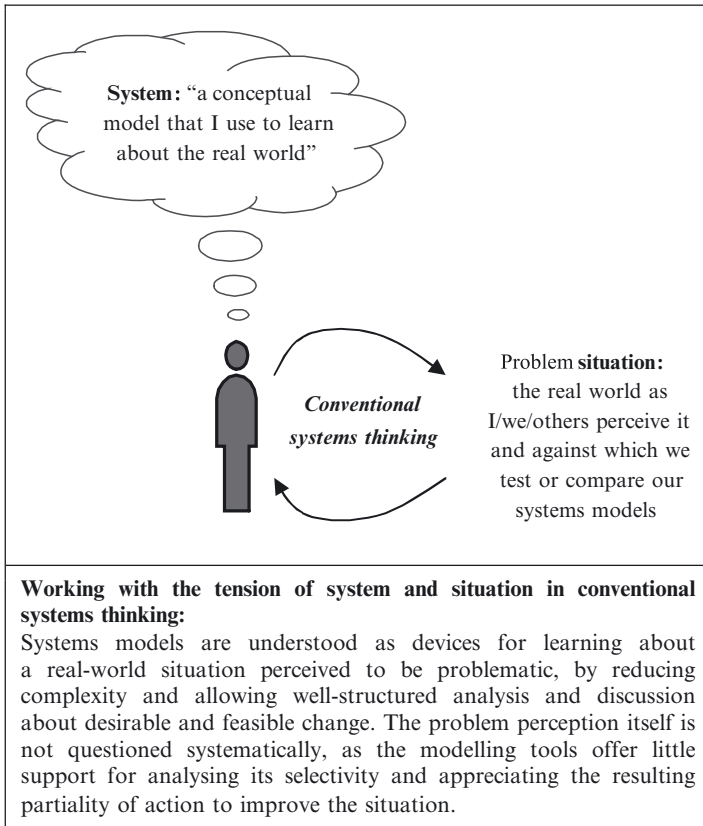 System: “a conceptual
model that I use to learn
about the real world”
Conventional
systems thinking
Problem situation:
the real world as
I/we/others perceive it
and against which we
test or compare our
systems models
Working with the tension of system and situation in conventional
systems thinking:
Systems models are understood as devices for learning about
a real-world situation perceived to be problematic, by reducing
complexity and allowing well-structured analysis and discussion
about desirable and feasible change. The problem perception itself is
not questioned systematically, as the modelling tools offer little
support for analysing its selectivity and appreciating the resulting
partiality of action to improve the situation.